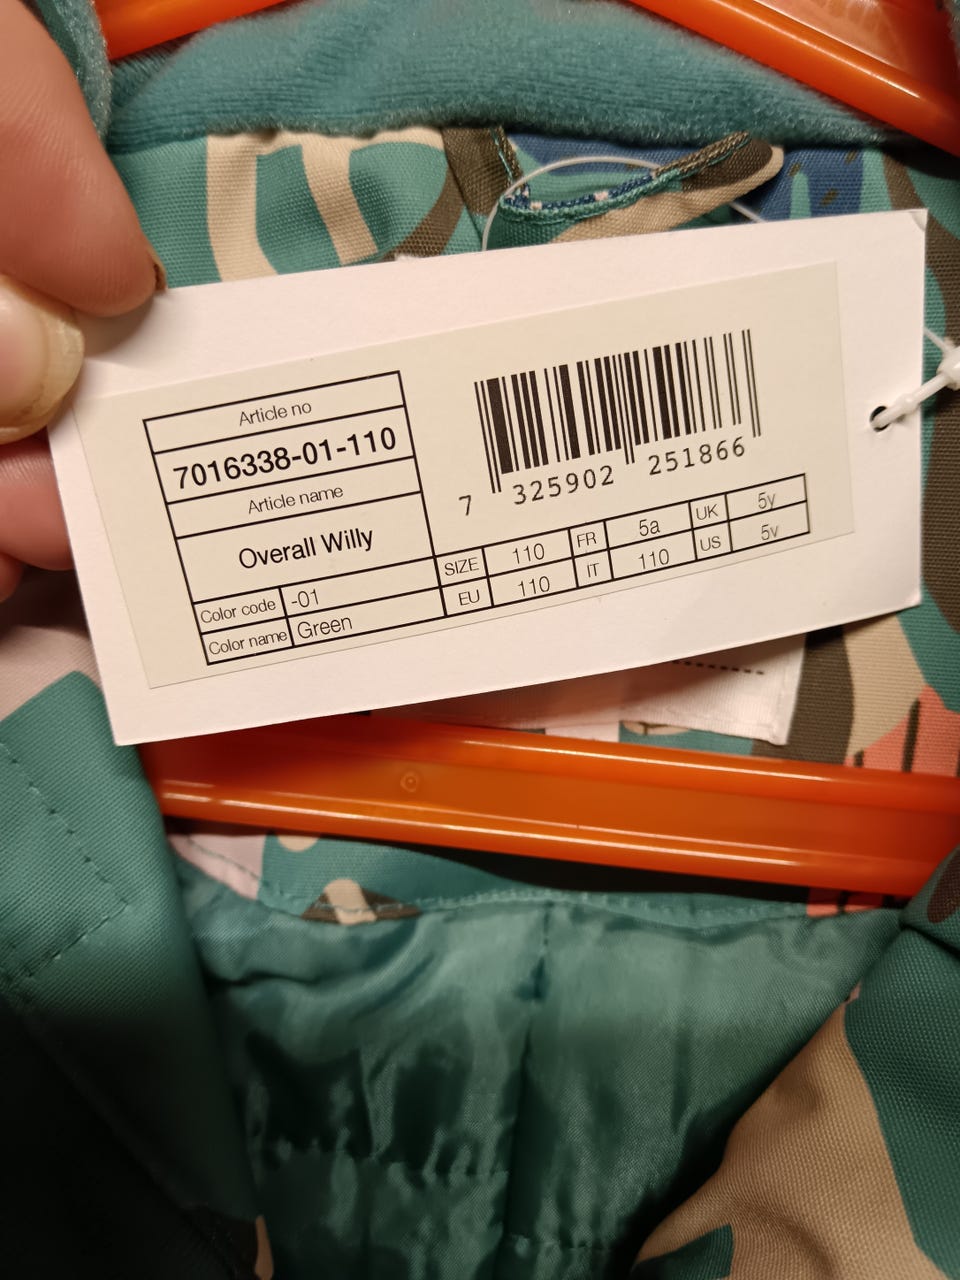 Article no
7016338-01-110
Article name
Overall Willy
Color code -01
Color name Green
7 325902 251866
SIZE 110 FR 5a UK 5y
EU 110 IT 110 US 5y